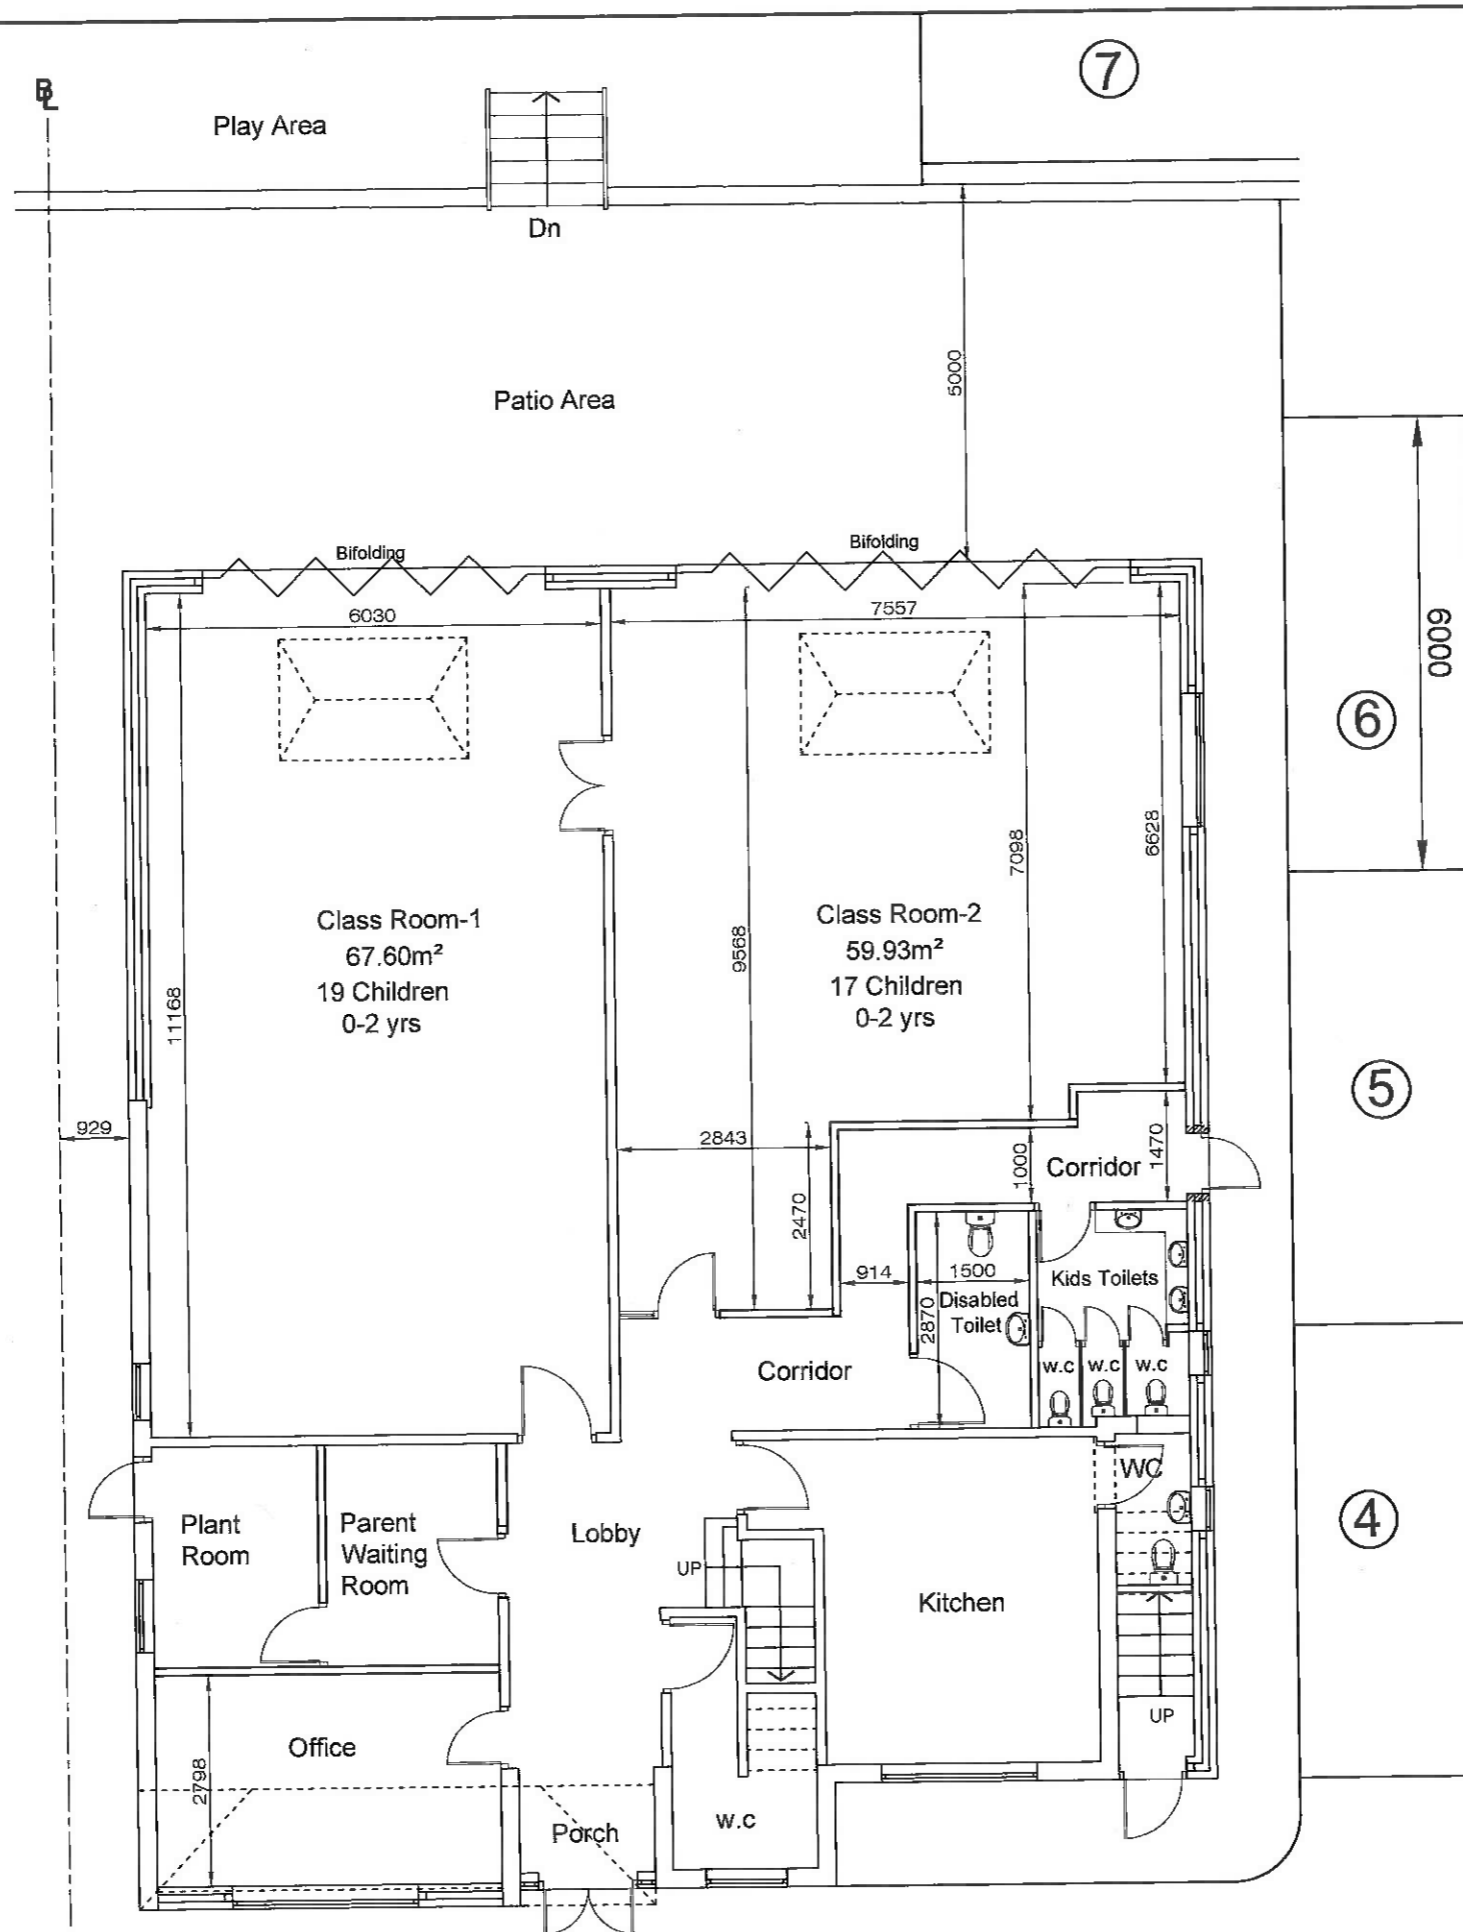 7
BL
Play Area
Dn
5000
Patio Area
Bifolding
Bifolding
6030
7557
6000
6
7098
6628
Class Room-1
67.60m²
19 Children
0-2 yrs
9568
Class Room-2
59.93m²
17 Children
0-2 yrs
11168
5
929
2843
2470
1000
Corridor
1470
914
1500
Kids Toilets
2870
Disabled
Toilet
Corridor
w.c
w.c
w.c
WC
Plant
Room
Parent
Waiting
Room
Lobby
UP
Kitchen
4
UP
Office
2798
Porch
w.c